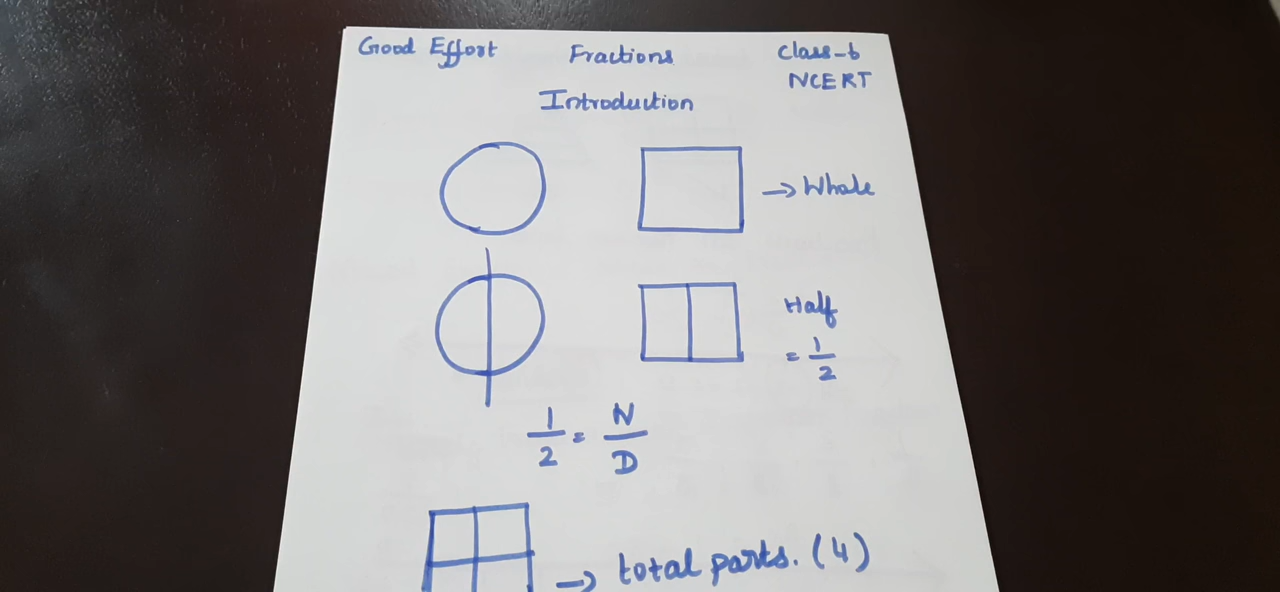 Good Effort Fractions Class-6
NCERT
Introduction
→ Whole
Half
= 1/2
1/2 = N/D
→ total parts. (4)